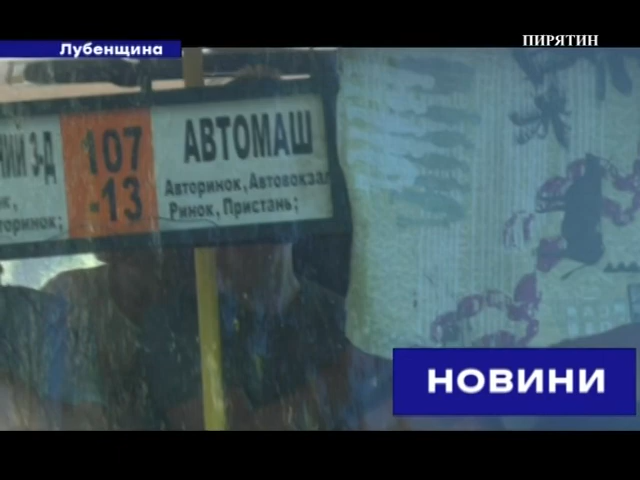 Лубенщина
ПИРЯТИН
107
-13
АВТОМАШ
Авторинок, Автовокзал
Ринок, Пристань;
З-Д
НОВИНИ